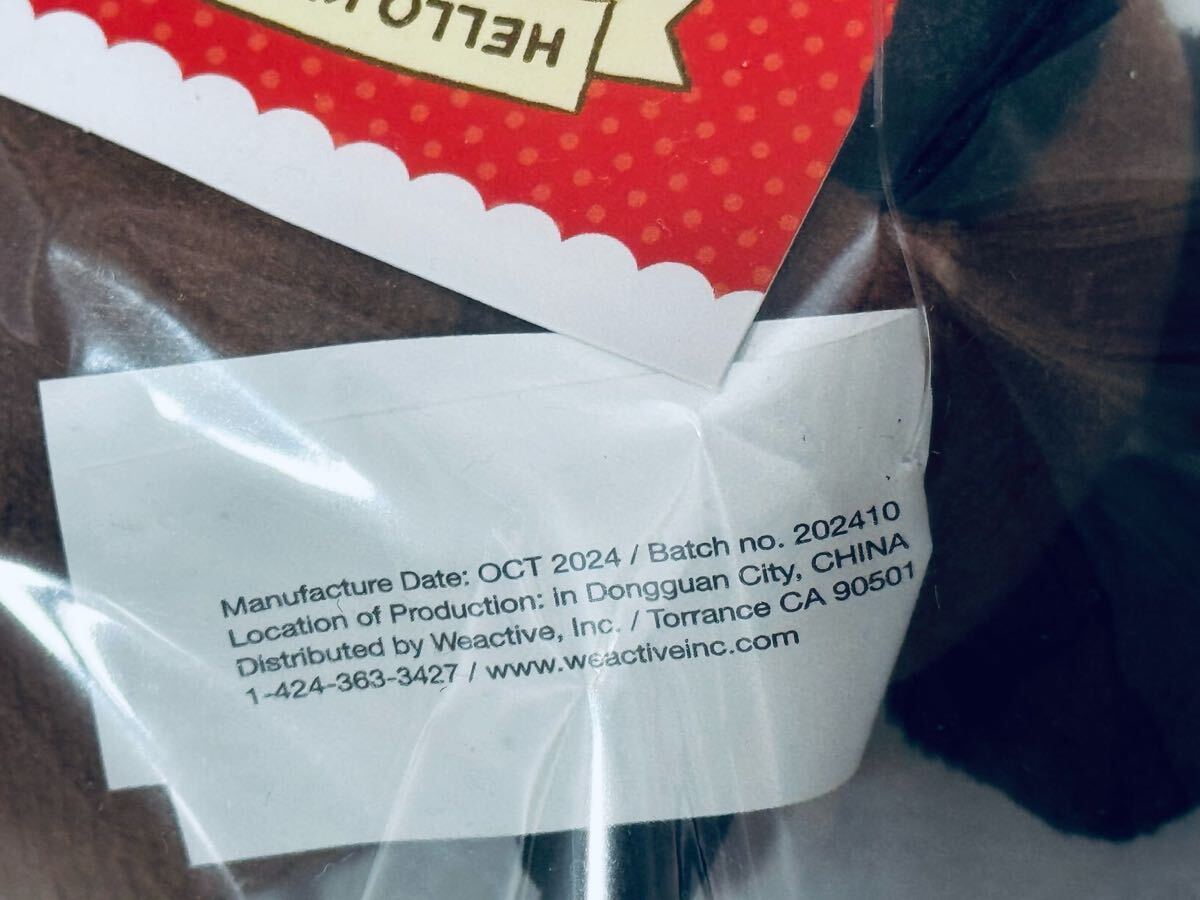 HELLO
Manufacture Date: OCT 2024 / Batch no. 202410
Location of Production: in Dongguan City, CHINA
Distributed by Weactive, Inc. / Torrance CA 90501
1-424-363-3427 / www.weactiveinc.com